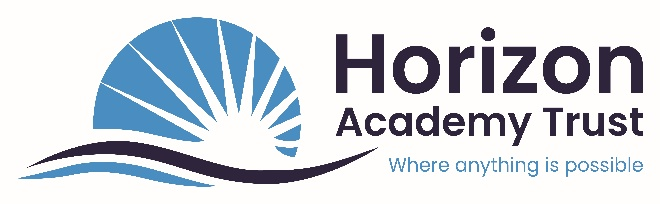 Horizon
Academy Trust
Where anything is possible